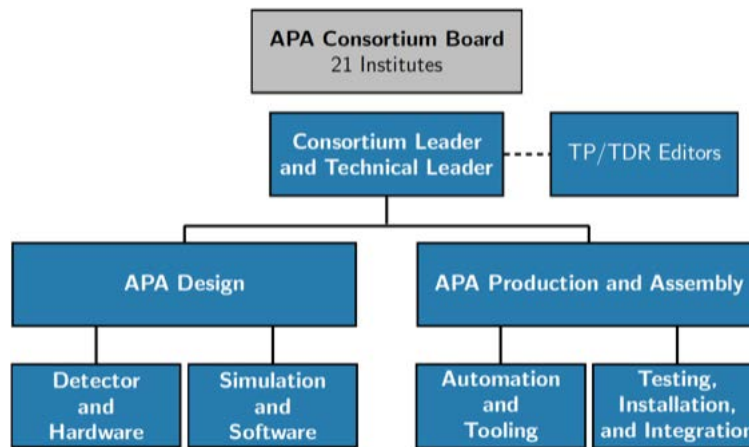 APA Consortium Board
21 Institutes
Consortium Leader
and Technical Leader
TP/TDR Editors
APA Design
APA Production and Assembly
Detector
and
Hardware
Simulation
and
Software
Automation
and
Tooling
Testing,
Installation,
and Integration